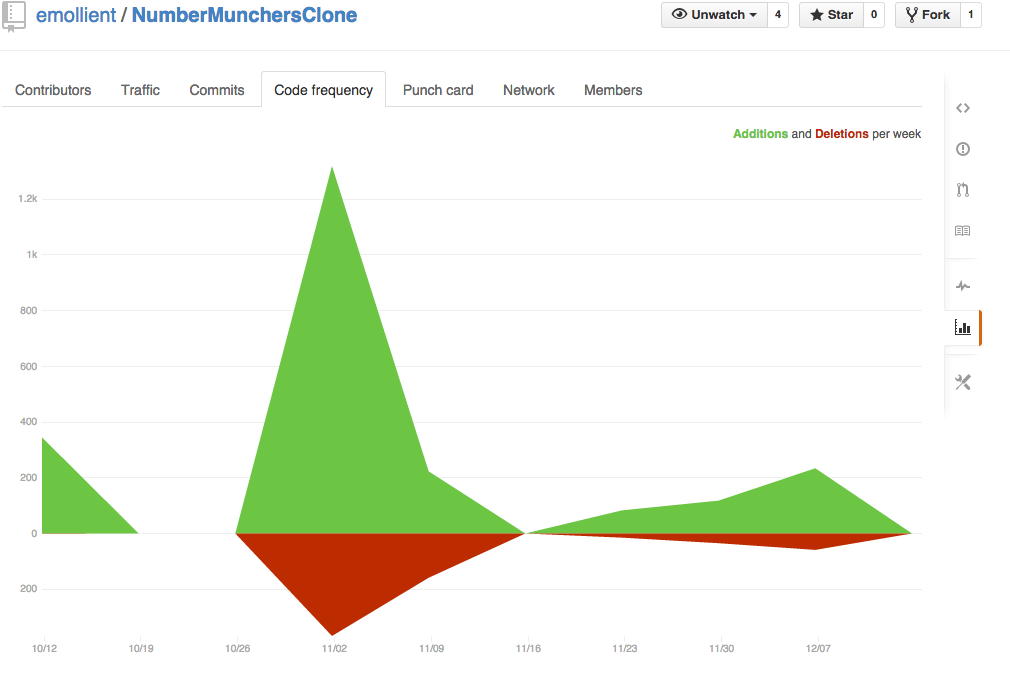 emollient / NumberMunchersClone Unwatch 4 Star 0 Fork 1
Contributors Traffic Commits Code frequency Punch card Network Members
Additions and Deletions per week
1.2k
1k
800
600
400
200
0
200
10/12 10/19 10/26 11/02 11/09 11/16 11/23 11/30 12/07